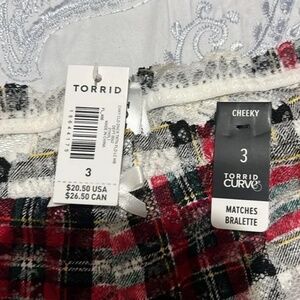 TORRID
3
$20.50 USA
$26.50 CAN
CHEEKY
3
TORRID
CURVE
MATCHES
BRALETTE